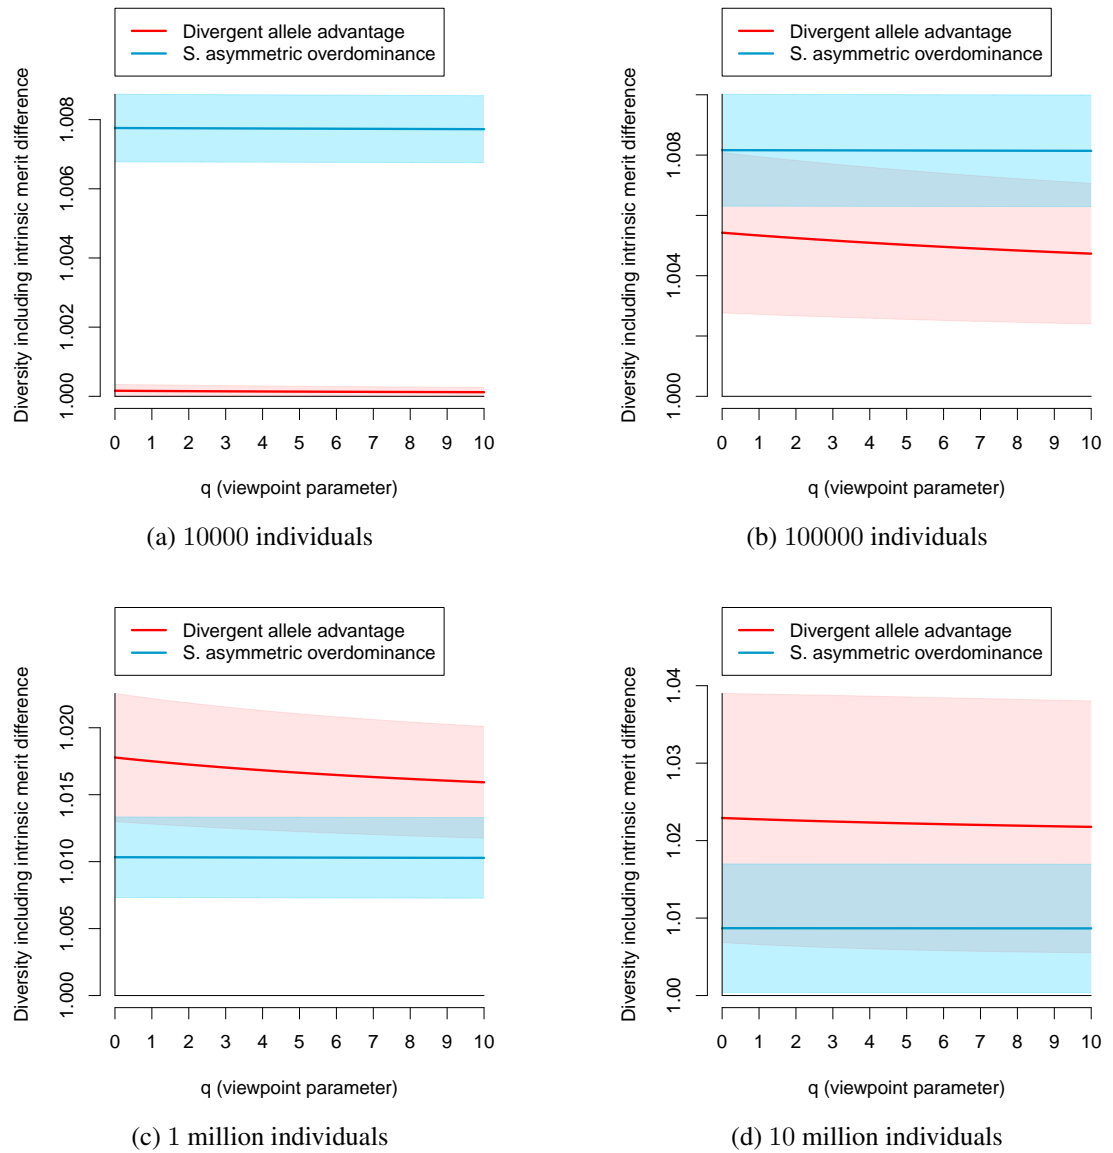 Divergent allele advantage
S. asymmetric overdominance
Diversity including intrinsic merit difference
1.008
1.006
1.004
1.002
1.000
0 1 2 3 4 5 6 7 8 9 10
q (viewpoint parameter)
(a) 10000 individuals
Divergent allele advantage
S. asymmetric overdominance
Diversity including intrinsic merit difference
1.008
1.004
1.000
0 1 2 3 4 5 6 7 8 9 10
q (viewpoint parameter)
(b) 100000 individuals
Divergent allele advantage
S. asymmetric overdominance
Diversity including intrinsic merit difference
1.020
1.015
1.010
1.005
1.000
0 1 2 3 4 5 6 7 8 9 10
q (viewpoint parameter)
(c) 1 million individuals
Divergent allele advantage
S. asymmetric overdominance
Diversity including intrinsic merit difference
1.04
1.03
1.02
1.01
1.00
0 1 2 3 4 5 6 7 8 9 10
q (viewpoint parameter)
(d) 10 million individuals